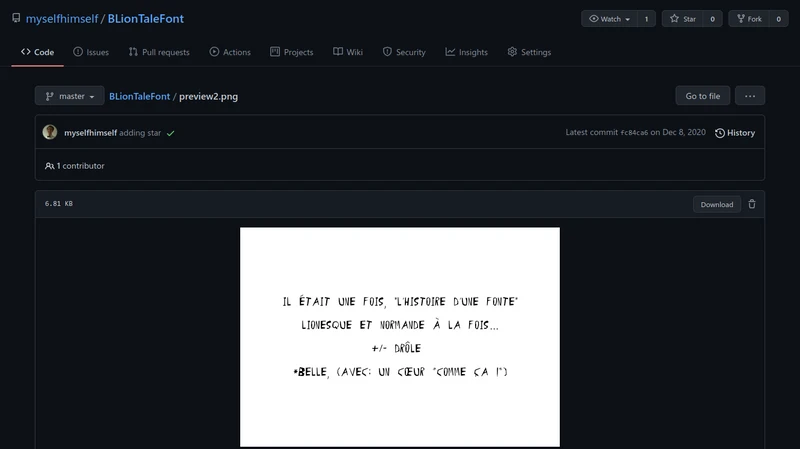 myselfhimself / BLionTaleFont
Watch 1 Star 0 Fork 0
Code Issues Pull requests Actions Projects Wiki Security Insights Settings
master BLionTaleFont / preview2.png Go to file ...
myselfhimself adding star Latest commit fc84ca6 on Dec 8, 2020 History
1 contributor
6.81 KB Download
IL ÉTAIT UNE FOIS, "L'HISTOIRE D'UNE FONTE"
LIONESQUE ET NORMANDE À LA FOIS...
+/- DRÔLE
*BELLE, (AVEC: UN CŒUR "COMME ÇA !")